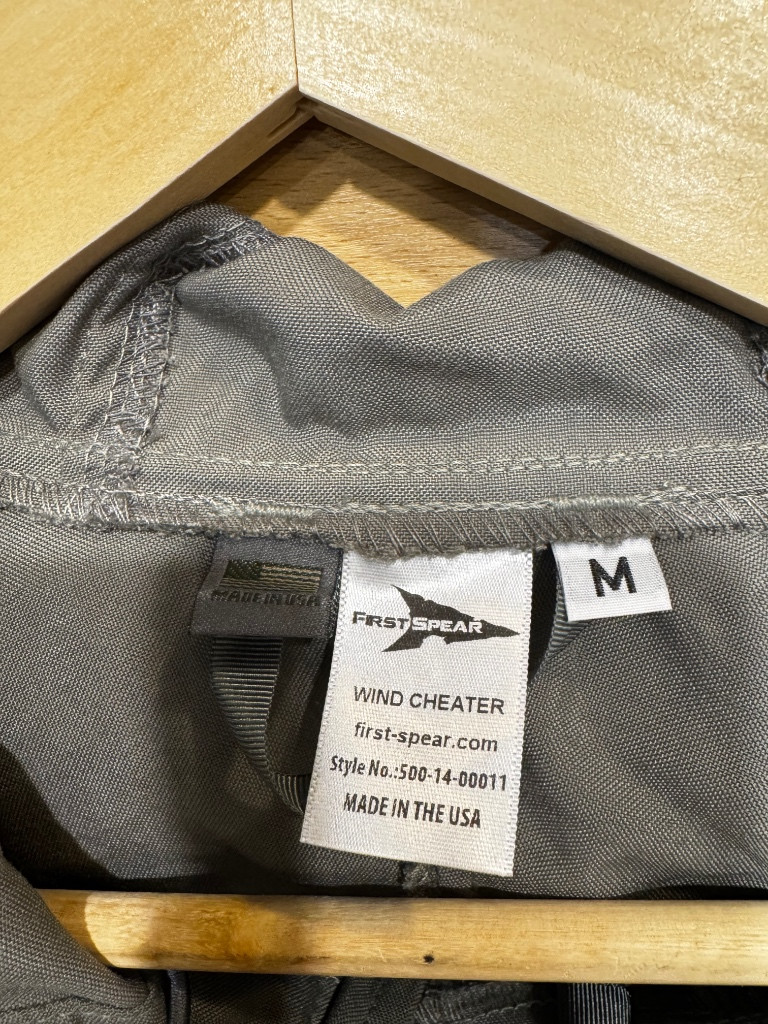 MADE IN USA
FIRST SPEAR
WIND CHEATER
first-spear.com
Style No.:500-14-00011
MADE IN THE USA
M